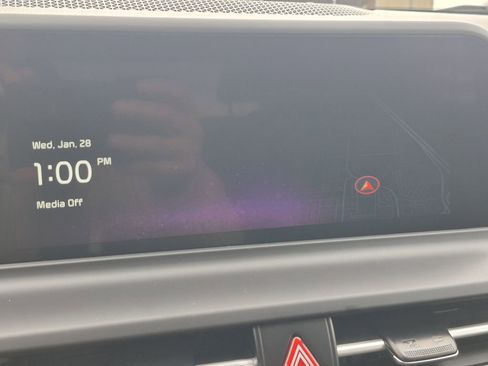 Wed, Jan. 28
1:00 PM
Media Off